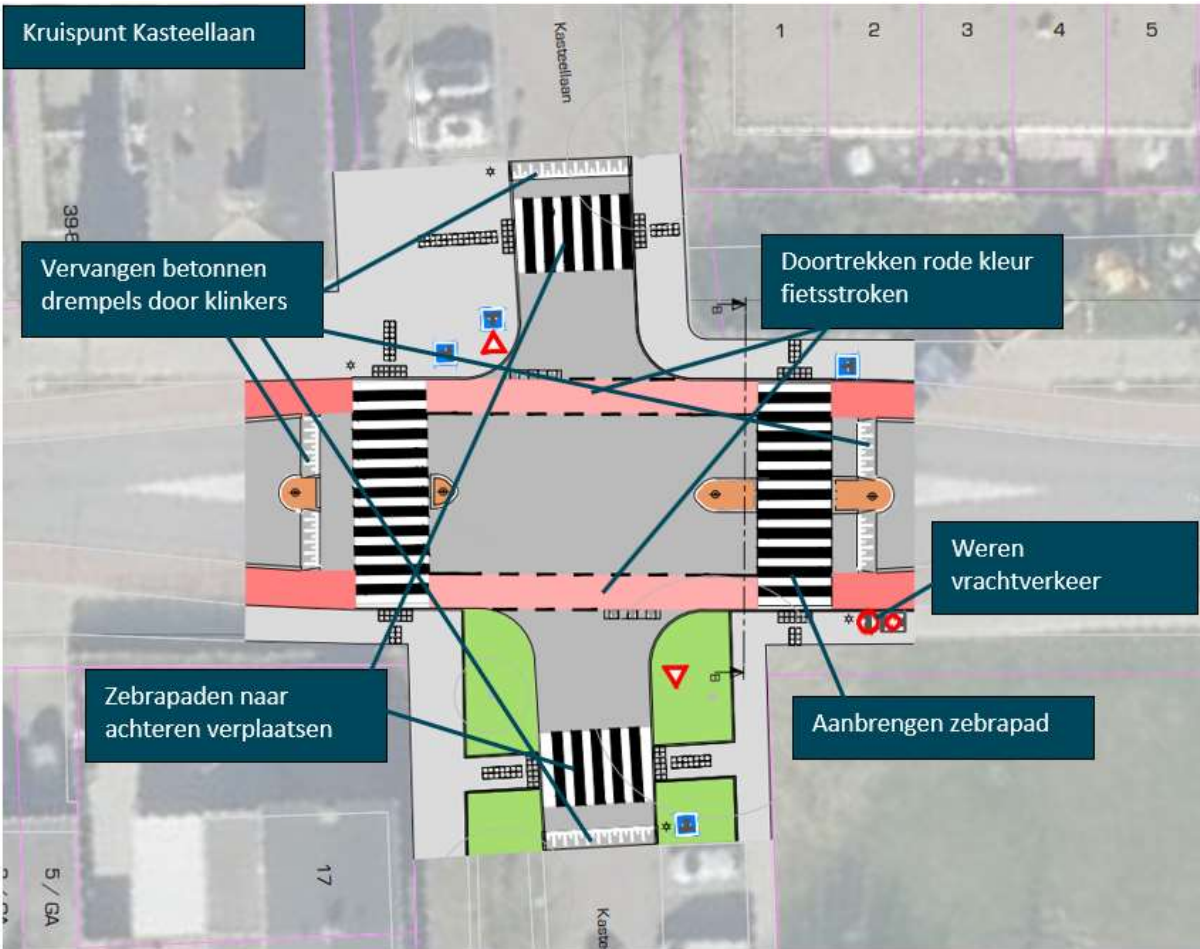 Kruispunt Kasteellaan
Kasteellaan
1
2
3
4
5
Vervangen betonnen
drempels door klinkers
Doortrekken rode kleur
fietsstroken
B
Weren
vrachtverkeer
B
Zebrapaden naar
achteren verplaatsen
Aanbrengen zebrapad
17
5 / GA
Kaste